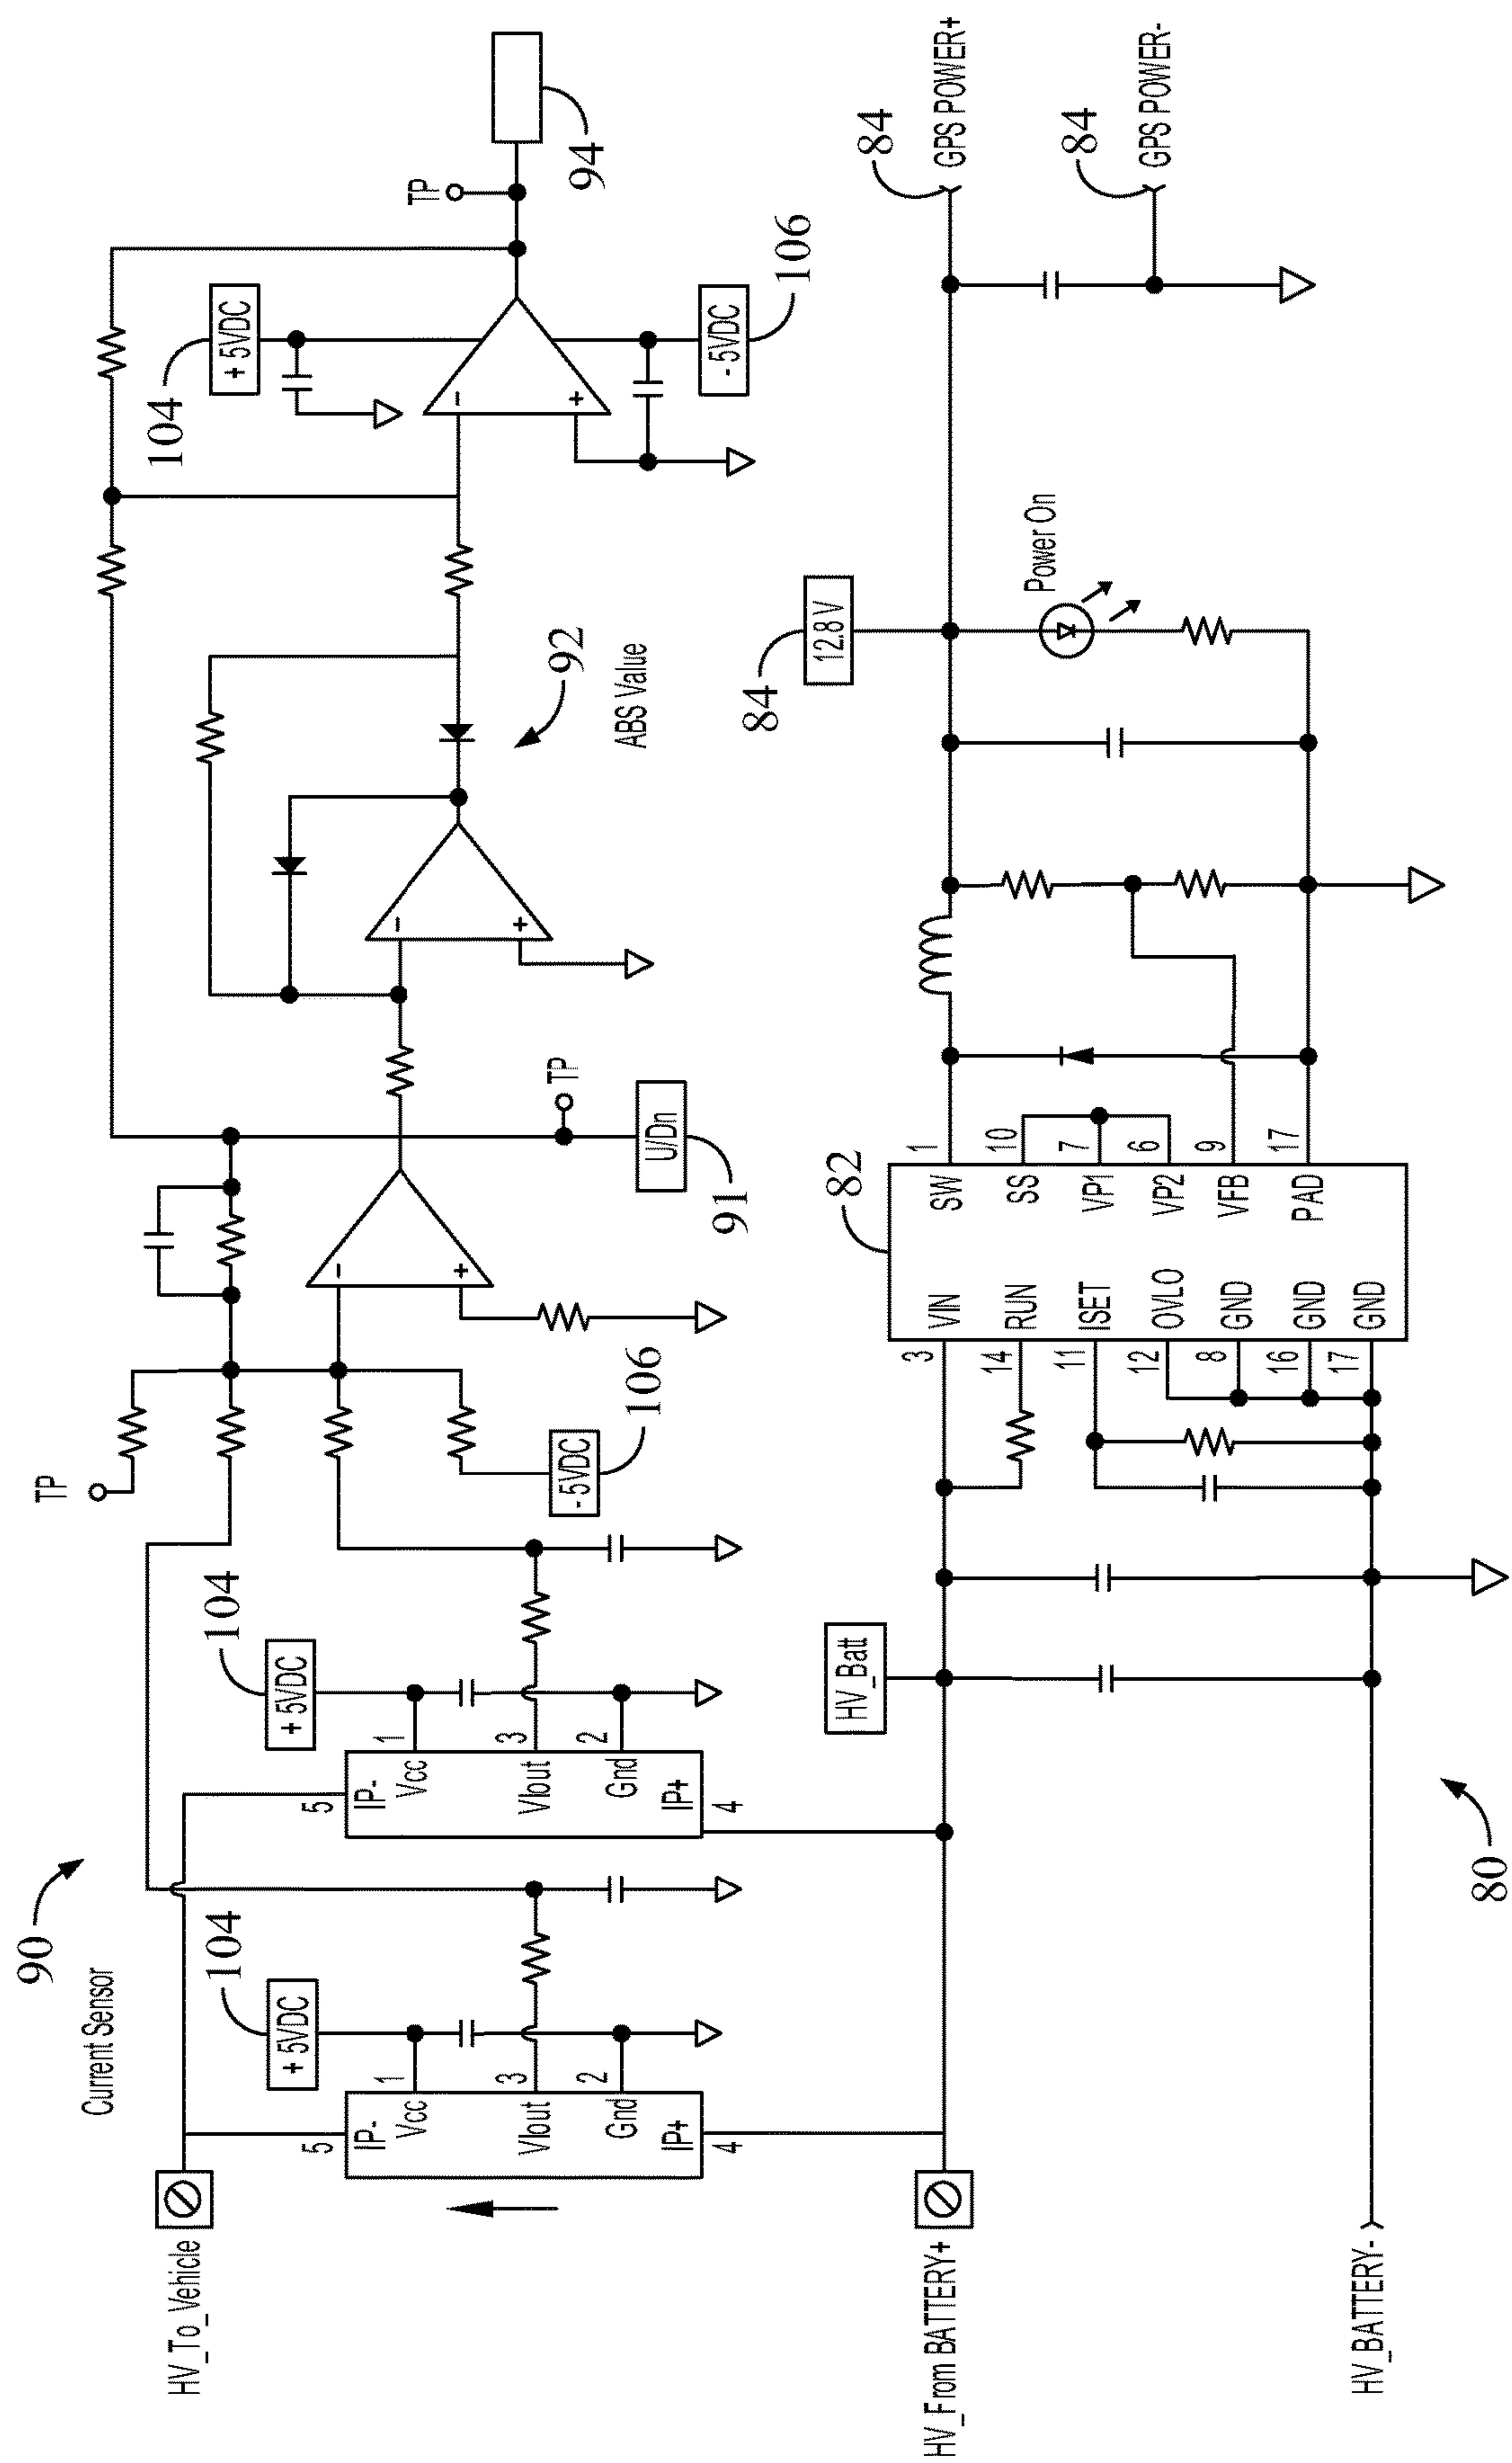 90
Current Sensor
HV_To_Vehicle
5
IP-
104
+ 5VDC
1
Vcc
3
VIout
2
Gnd
IP+
4
5
IP-
104
+ 5VDC
1
Vcc
3
VIout
2
Gnd
IP+
4
TP
- 5VDC
106
-
+
U/Dn
91
TP
-
+
92
ABS Value
104
+ 5VDC
-
+
- 5VDC
106
TP
94
HV_From BATTERY+
HV_BATTERY-
80
HV_Batt
82
3
VIN
14
RUN
11
ISET
12
OVLO
8
GND
16
GND
17
GND
SW
1
SS
10
VP1
7
VP2
6
VFB
9
PAD
17
84
12.8 V
Power On
84
GPS POWER+
84
GPS POWER-